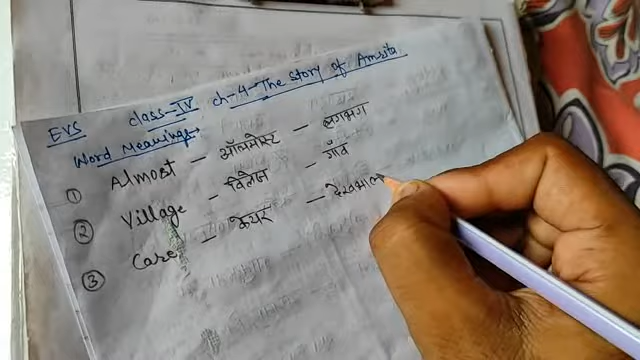 EVS class-IV ch-4-The Story of Amrita
Word Meanings:
① Almost - ऑलमोस्ट - लगभग
② Village - विलेज - गाँव
③ Care - केयर - देखभाल